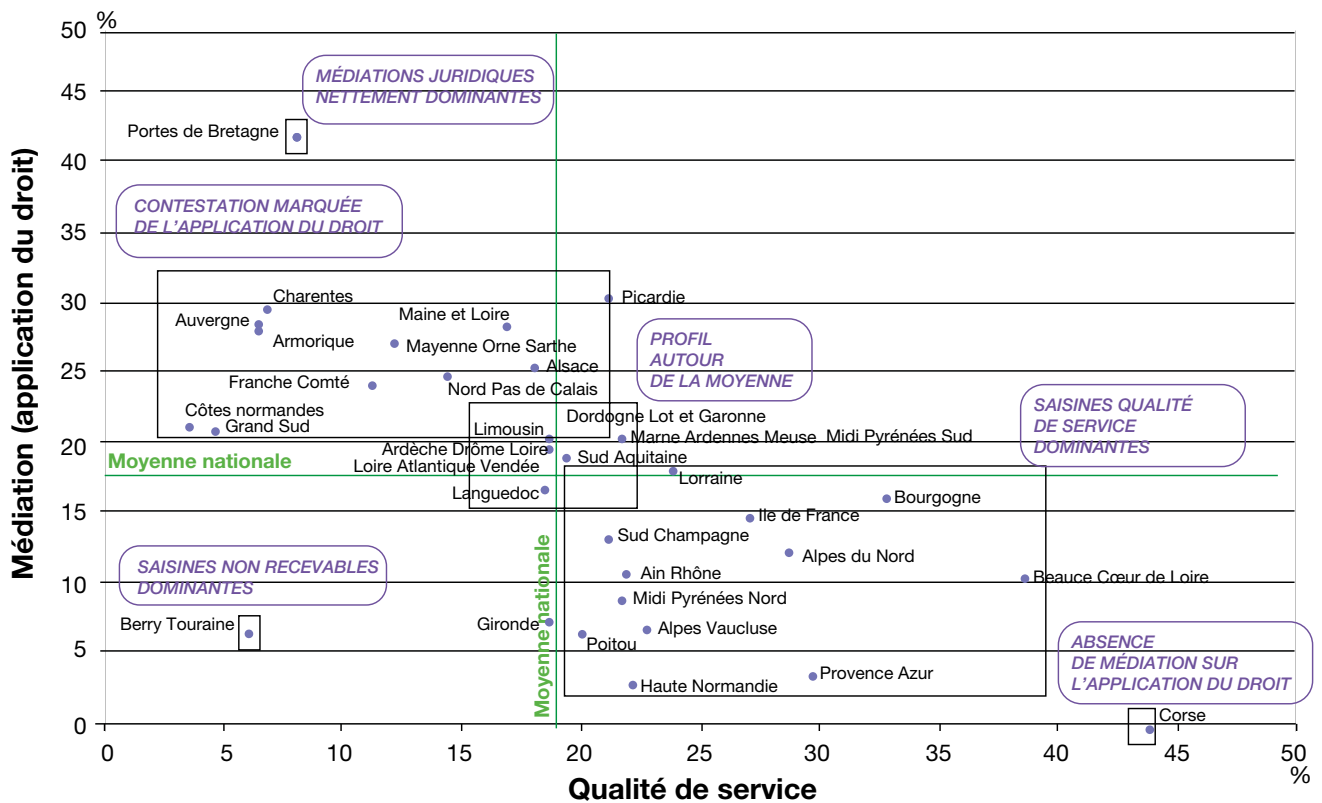 %
50
MÉDIATIONS JURIDIQUES
NETTEMENT DOMINANTES
45
Portes de Bretagne
40
CONTESTATION MARQUÉE
DE L'APPLICATION DU DROIT
35
30
Charentes
Picardie
Auvergne
Maine et Loire
Armorique
Mayenne Orne Sarthe
PROFIL
AUTOUR
DE LA MOYENNE
25
Alsace
Franche Comté
Nord Pas de Calais
Côtes normandes
Grand Sud
Dordogne Lot et Garonne
SAISINES QUALITÉ
DE SERVICE
DOMINANTES
20
Limousin
Marne Ardennes Meuse
Midi Pyrénées Sud
Ardèche Drôme Loire
Sud Aquitaine
Moyenne nationale
Loire Atlantique Vendée
Lorraine
Languedoc
Bourgogne
15
Ile de France
Sud Champagne
Alpes du Nord
SAISINES NON RECEVABLES
DOMINANTES
Ain Rhône
Beauce Cœur de Loire
10
Midi Pyrénées Nord
Berry Touraine
Gironde
Alpes Vaucluse
Poitou
ABSENCE
DE MÉDIATION SUR
L'APPLICATION DU DROIT
5
Provence Azur
Haute Normandie
Moyenne nationale
Corse
0
0 5 10 15 20 25 30 35 40 45 50
%
Qualité de service
Médiation (application du droit)